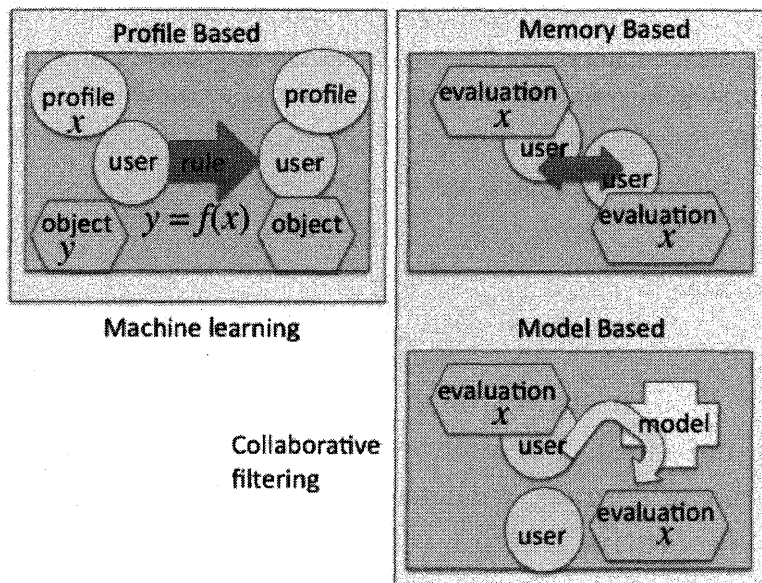 Profile Based
profile
x
profile
user
rule
user
object
y
y = f(x)
object
Machine learning
Memory Based
evaluation
x
user
user
evaluation
x
Model Based
evaluation
x
user
model
Collaborative
filtering
user
evaluation
x